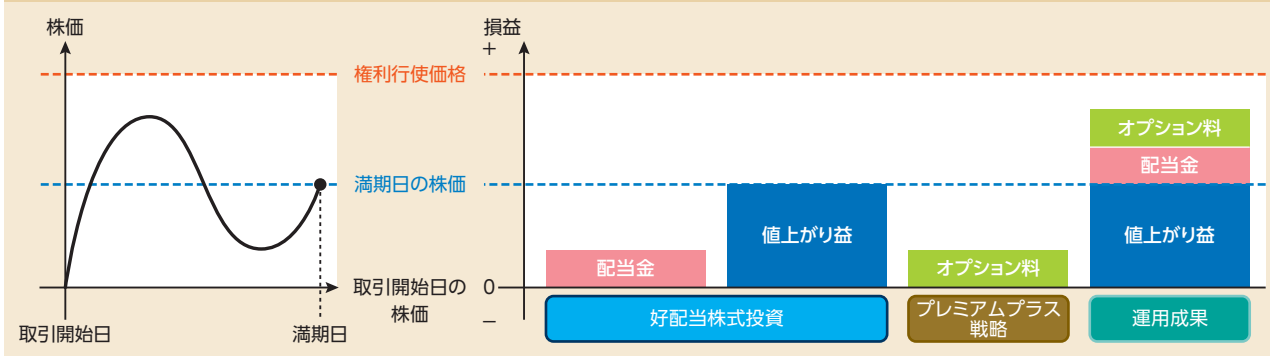 株価
権利行使価格
満期日の株価
取引開始日の
株価
取引開始日
満期日
損益
+
0
−
配当金
値上がり益
オプション料
オプション料
配当金
値上がり益
好配当株式投資
プレミアムプラス
戦略
運用成果